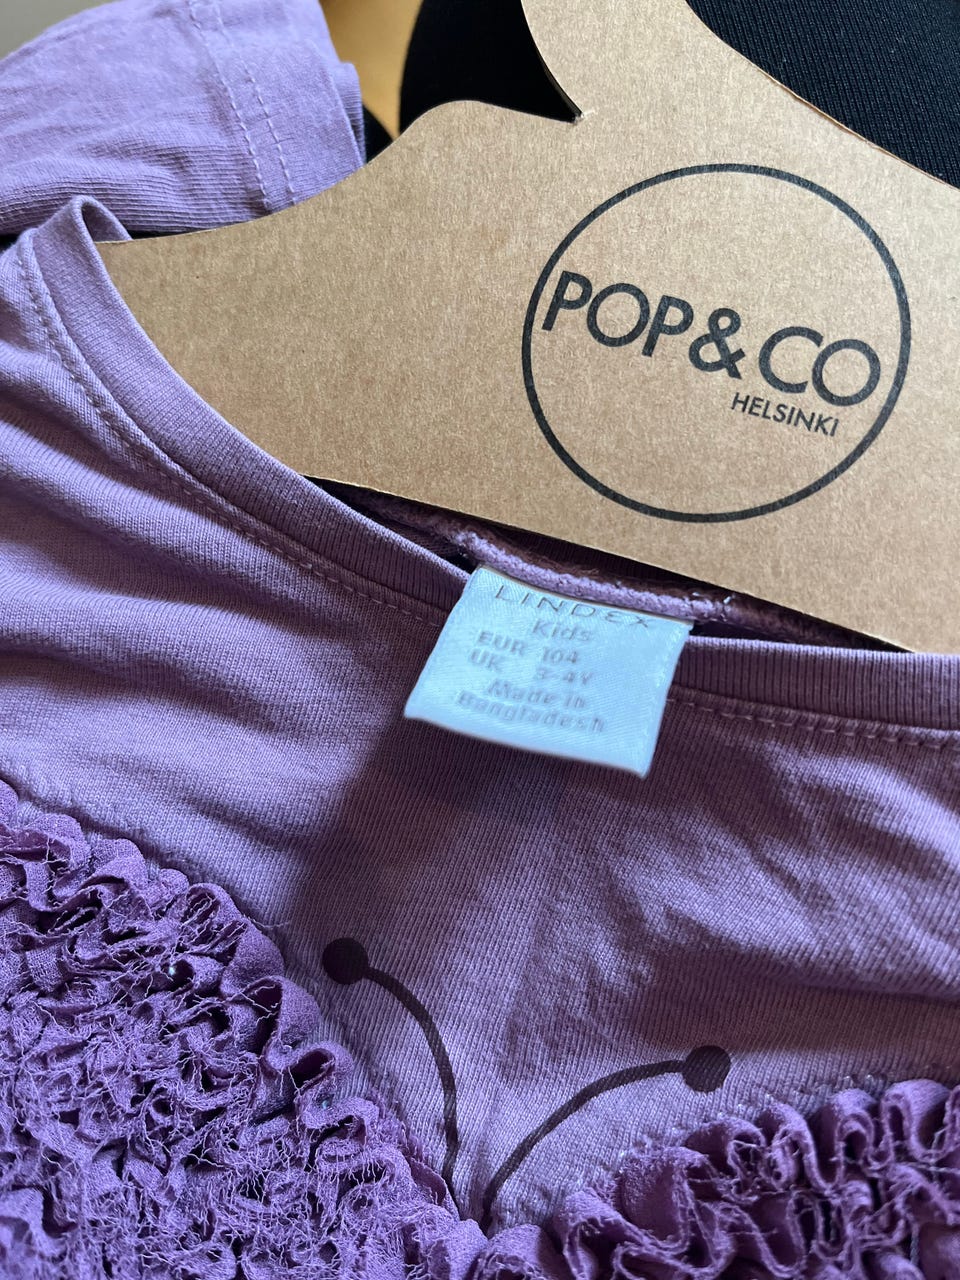 POP&CO
HELSINKI
LINDEX
Kids
EUR 104
UK 3-4Y
Made in
Bangladesh